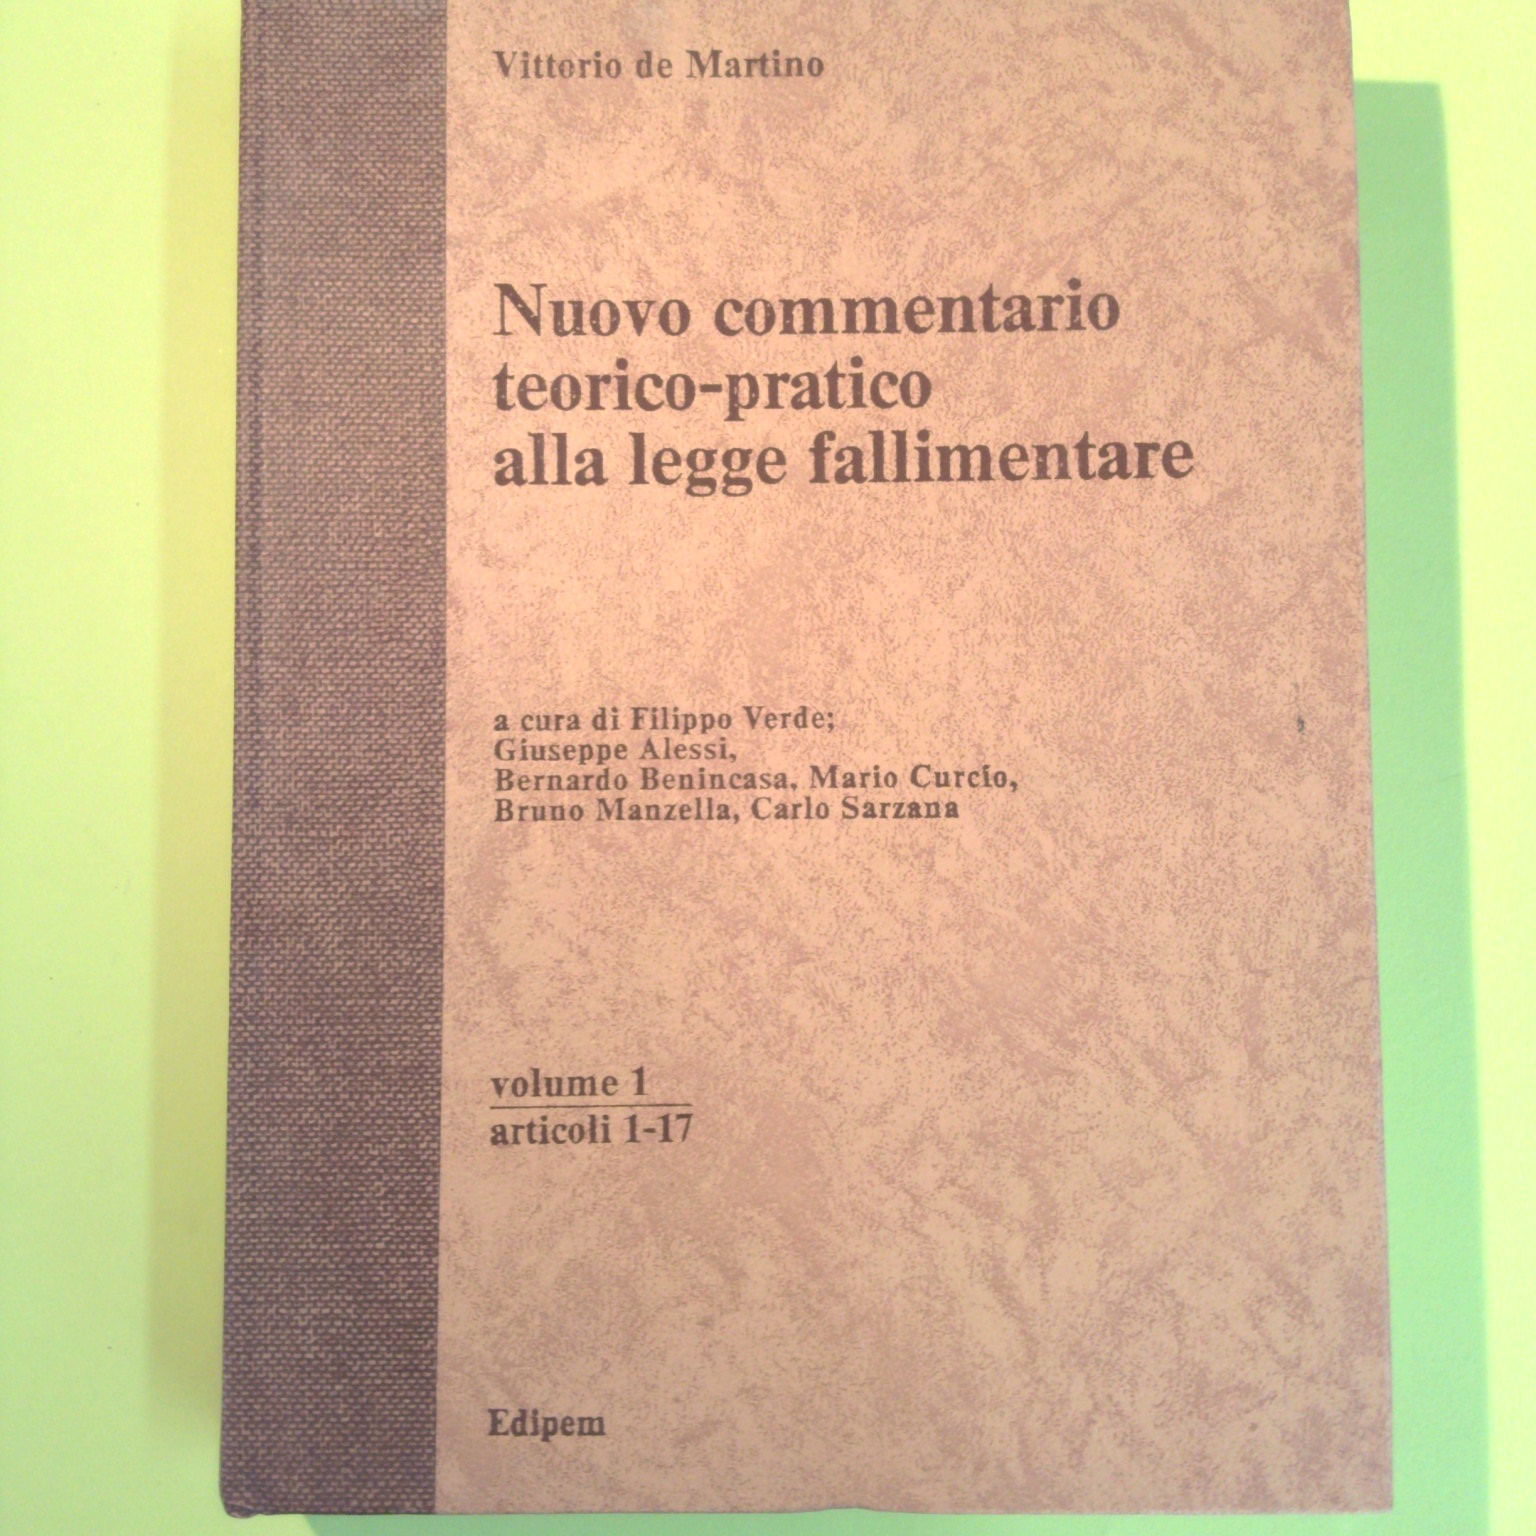 Vittorio de Martino
Nuovo commentario
teorico-pratico
alla legge fallimentare
a cura di Filippo Verde;
Giuseppe Alessi,
Bernardo Benincasa, Mario Curcio,
Bruno Manzella, Carlo Sarzana
volume 1
articoli 1-17
Edipem